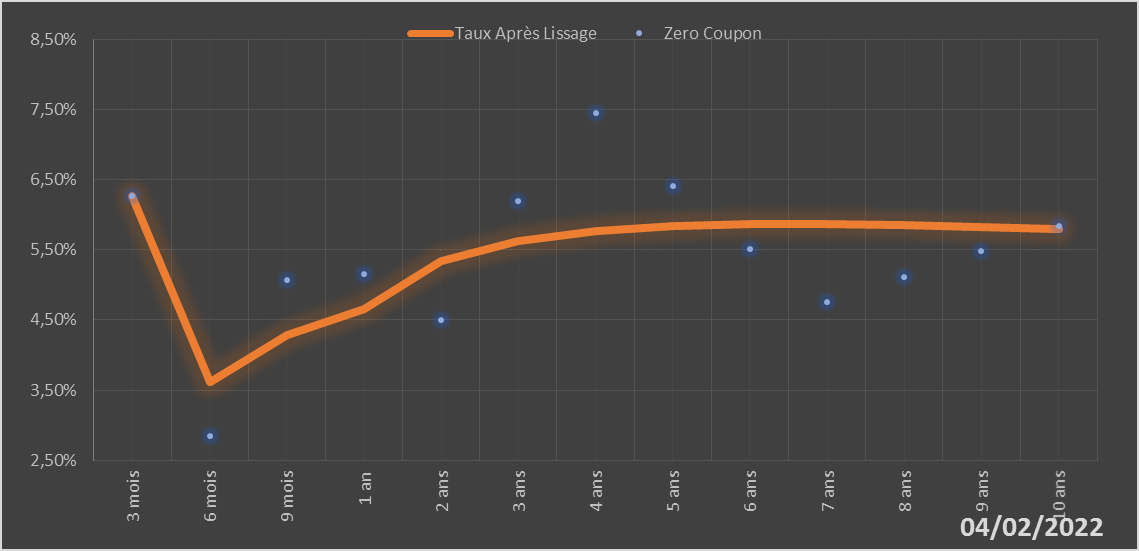 Taux Après Lissage
Zero Coupon
8,50%
7,50%
6,50%
5,50%
4,50%
3,50%
2,50%
3 mois
6 mois
9 mois
1 an
2 ans
3 ans
4 ans
5 ans
6 ans
7 ans
8 ans
9 ans
10 ans
04/02/2022